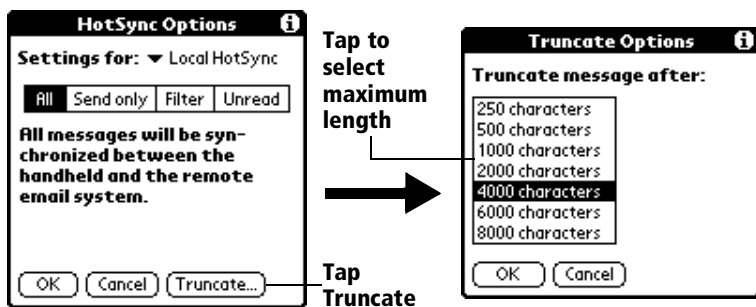 HotSync Options i
Settings for: Local HotSync
All Send only Filter Unread
All messages will be syn-
chronized between the
handheld and the remote
email system.
OK Cancel Truncate...
Tap to
select
maximum
length
Tap
Truncate
Truncate Options i
Truncate message after:
250 characters
500 characters
1000 characters
2000 characters
4000 characters
6000 characters
8000 characters
OK Cancel